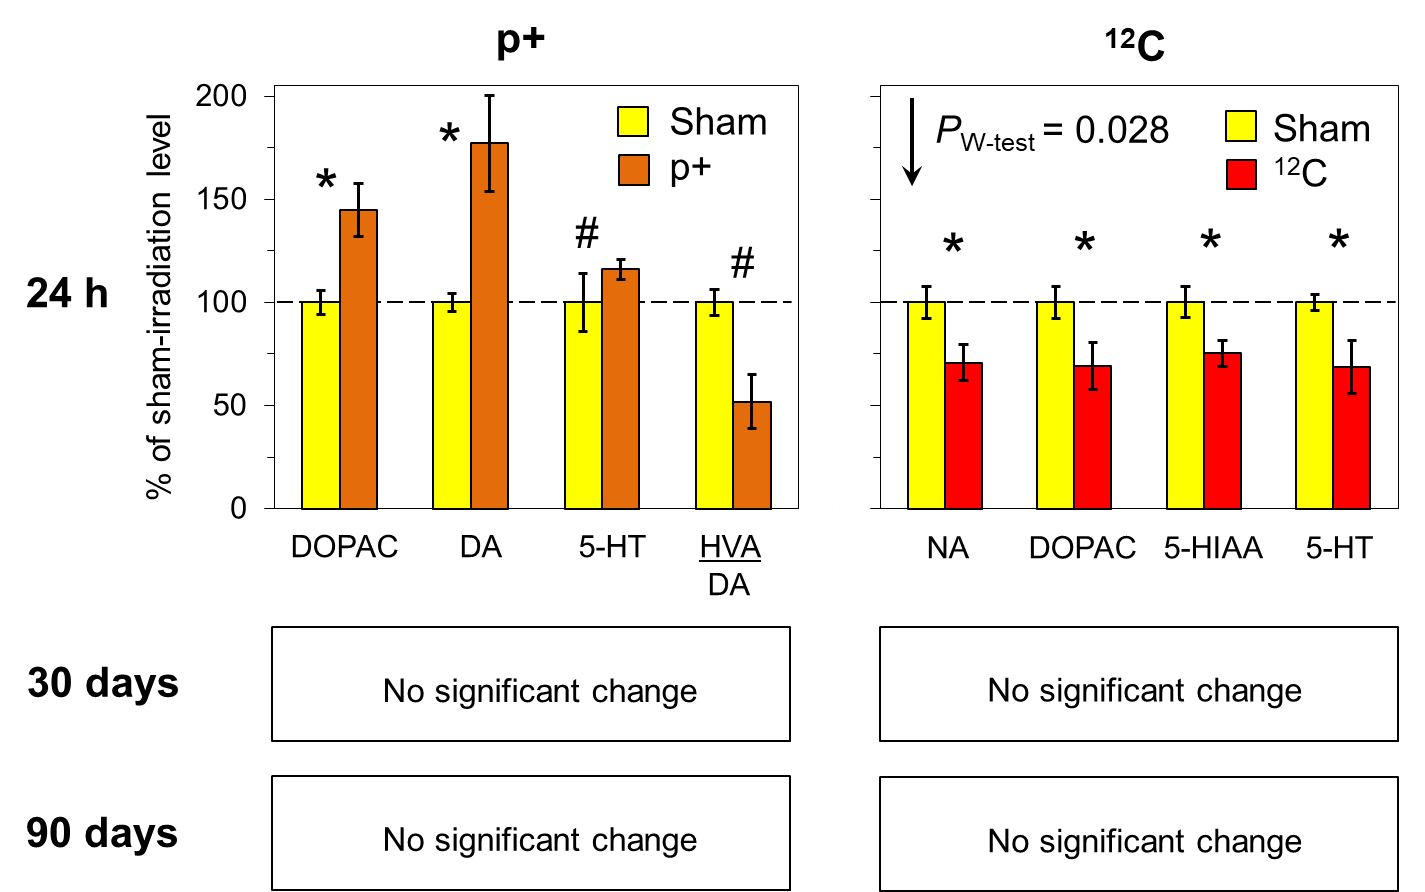 p+
¹²C
200
150
100
50
0
% of sham-irradiation level
24 h
*
*
#
#
Sham
p+
DOPAC
DA
5-HT
HVA
DA
P W-test = 0.028
Sham
¹²C
*
*
*
*
NA
DOPAC
5-HIAA
5-HT
30 days
No significant change
No significant change
90 days
No significant change
No significant change